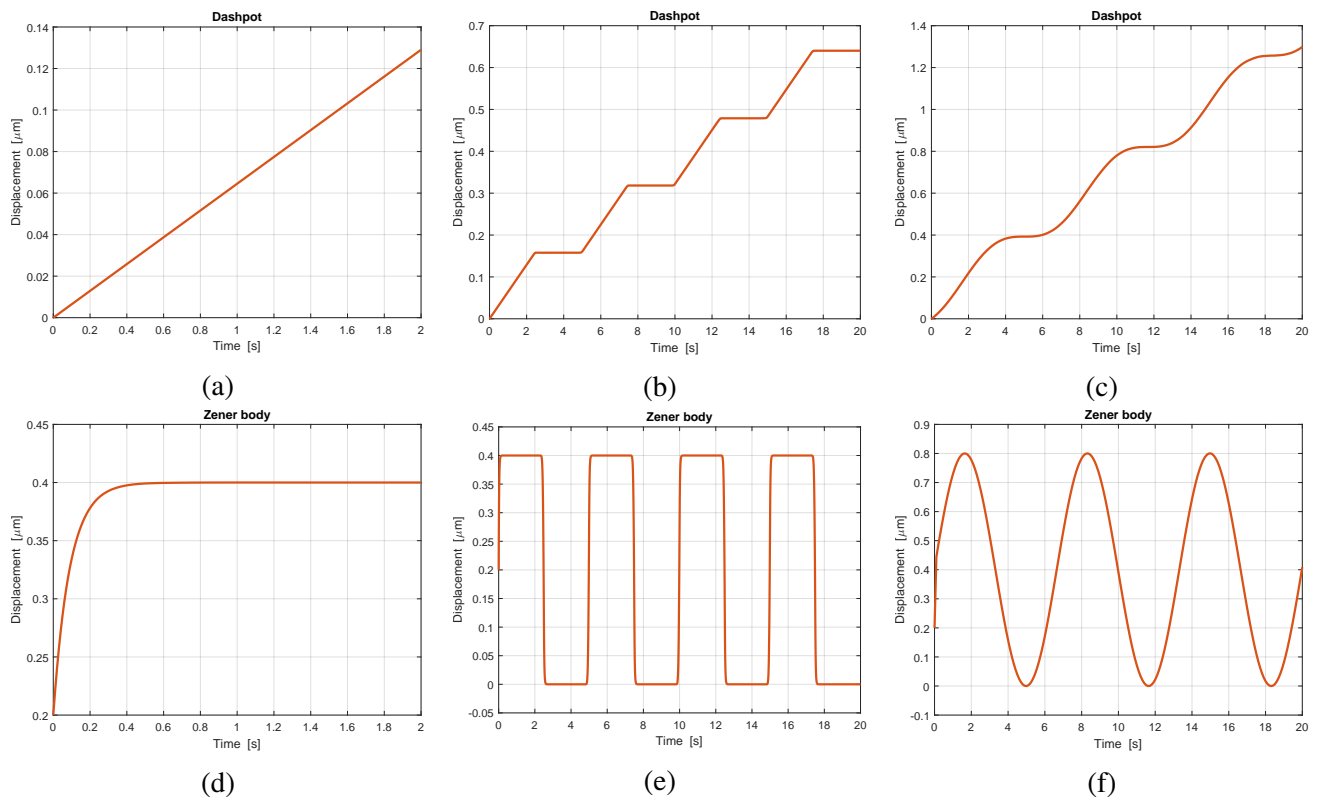 Dashpot
0.14
0.12
0.1
0.08
0.06
0.04
0.02
0
Displacement [μm]
0 0.2 0.4 0.6 0.8 1 1.2 1.4 1.6 1.8 2
Time [s]
(a)
Dashpot
0.7
0.6
0.5
0.4
0.3
0.2
0.1
0
Displacement [μm]
0 2 4 6 8 10 12 14 16 18 20
Time [s]
(b)
Dashpot
1.4
1.2
1
0.8
0.6
0.4
0.2
0
Displacement [μm]
0 2 4 6 8 10 12 14 16 18 20
Time [s]
(c)
Zener body
0.45
0.4
0.35
0.3
0.25
0.2
Displacement [μm]
0 0.2 0.4 0.6 0.8 1 1.2 1.4 1.6 1.8 2
Time [s]
(d)
Zener body
0.45
0.4
0.35
0.3
0.25
0.2
0.15
0.1
0.05
0
-0.05
Displacement [μm]
0 2 4 6 8 10 12 14 16 18 20
Time [s]
(e)
Zener body
0.9
0.8
0.7
0.6
0.5
0.4
0.3
0.2
0.1
0
-0.1
Displacement [μm]
0 2 4 6 8 10 12 14 16 18 20
Time [s]
(f)